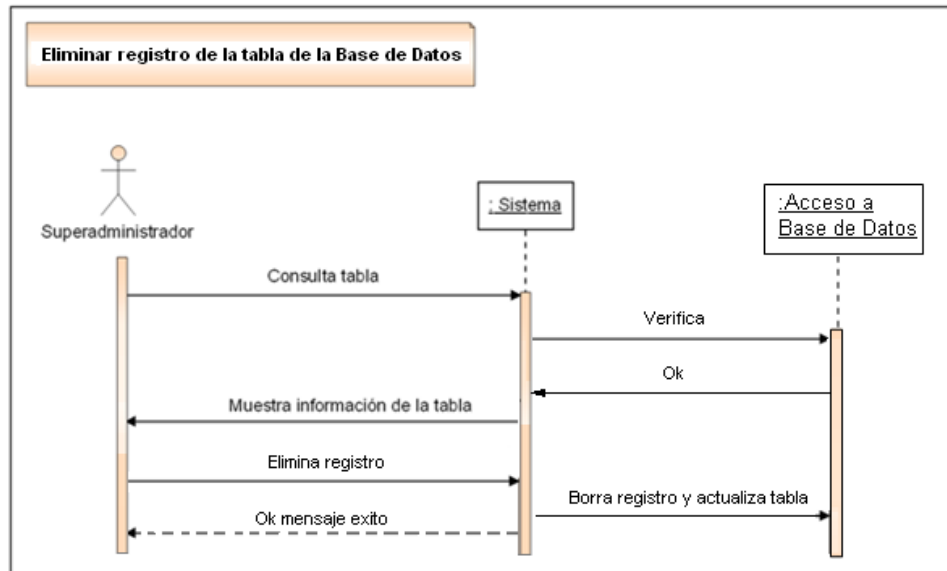 Eliminar registro de la tabla de la Base de Datos
Superadministrador
: Sistema
:Acceso a
Base de Datos
Consulta tabla
Verifica
Ok
Muestra información de la tabla
Elimina registro
Borra registro y actualiza tabla
Ok mensaje exito